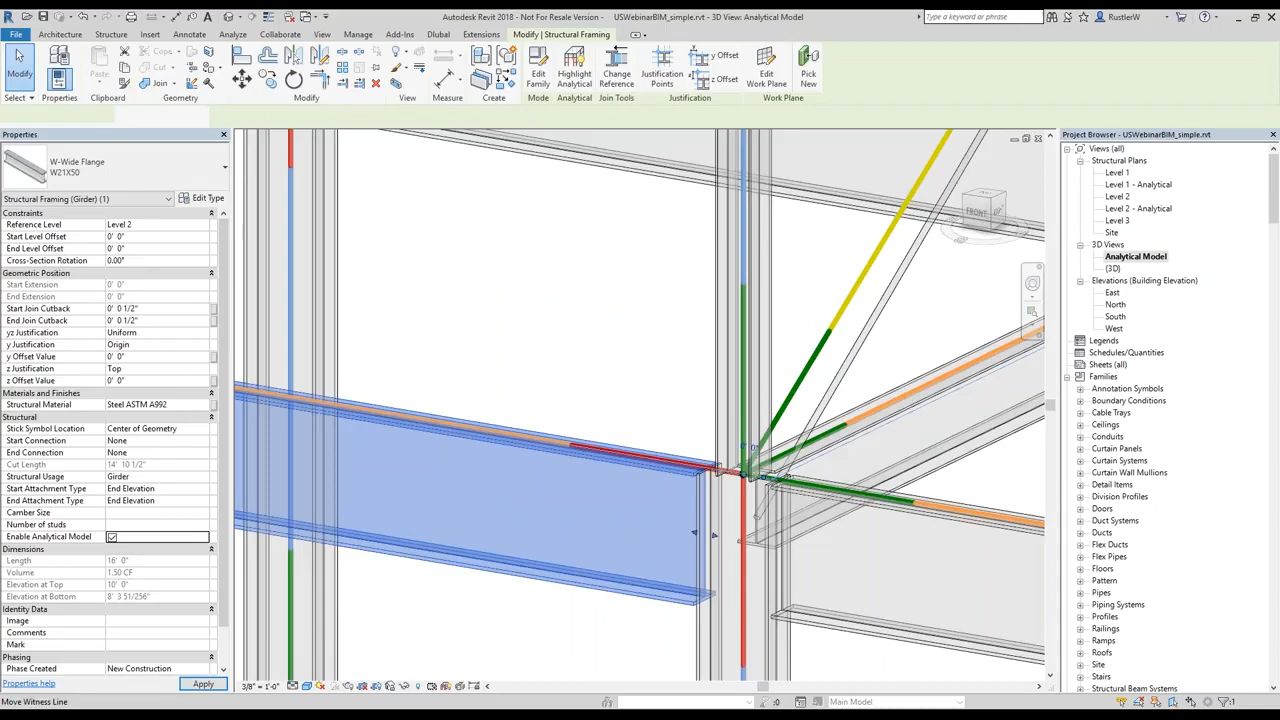 Autodesk Revit 2018 - Not For Resale Version - USWebinarBIM_simple.rvt - 3D View: Analytical Model
Type a keyword or phrase
RustlerW
File Architecture Structure Insert Annotate Analyze Collaborate View Manage Add-Ins Dlubal Extensions Modify | Structural Framing
Modify
Properties
Paste
Cope
Cut
Join
Edit Family
Highlight Analytical
Change Reference
Justification Points
y Offset
z Offset
Edit Work Plane
Pick New
Select Properties Clipboard Geometry Modify View Measure Create Mode Analytical Join Tools Justification Work Plane
Properties
W-Wide Flange
W21X50
Structural Framing (Girder) (1)
Edit Type
Constraints
Reference Level Level 2
Start Level Offset 0' 0"
End Level Offset 0' 0"
Cross-Section Rotation 0.00°
Geometric Position
Start Extension 0' 0"
End Extension 0' 0"
Start Join Cutback 0' 0 1/2"
End Join Cutback 0' 0 1/2"
yz Justification Uniform
y Justification Origin
y Offset Value 0' 0"
z Justification Top
z Offset Value 0' 0"
Materials and Finishes
Structural Material Steel ASTM A992
Structural
Stick Symbol Location Center of Geometry
Start Connection None
End Connection None
Cut Length 14' 10 1/2"
Structural Usage Girder
Start Attachment Type End Elevation
End Attachment Type End Elevation
Camber Size
Number of studs
Enable Analytical Model
Dimensions
Length 16' 0"
Volume 1.50 CF
Elevation at Top 10' 0"
Elevation at Bottom 8' 3 51/256"
Identity Data
Image
Comments
Mark
Phasing
Phase Created New Construction
Properties help
Apply
FRONT
3/8" = 1'-0"
Project Browser - USWebinarBIM_simple.rvt
Views (all)
Structural Plans
Level 1
Level 1 - Analytical
Level 2
Level 2 - Analytical
Level 3
Site
3D Views
Analytical Model
{3D}
Elevations (Building Elevation)
East
North
South
West
Legends
Schedules/Quantities
Sheets (all)
Families
Annotation Symbols
Boundary Conditions
Cable Trays
Ceilings
Conduits
Curtain Panels
Curtain Systems
Curtain Wall Mullions
Detail Items
Division Profiles
Doors
Duct Systems
Ducts
Flex Ducts
Flex Pipes
Floors
Pattern
Pipes
Piping Systems
Profiles
Railings
Ramps
Roofs
Site
Stairs
Structural Beam Systems
Move Witness Line
:0
Main Model
:1